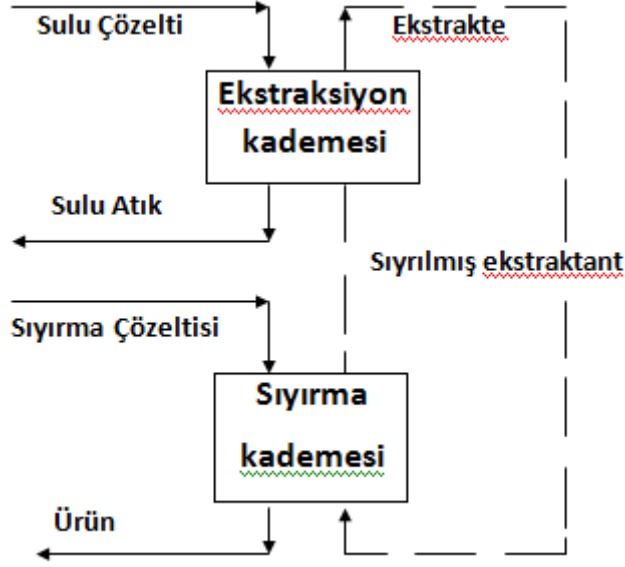 Sulu Çözelti
Ekstrakte
Ekstraksiyon
kademesi
Sulu Atık
Sıyrılmış ekstraktant
Sıyırma Çözeltisi
Sıyırma
kademesi
Ürün